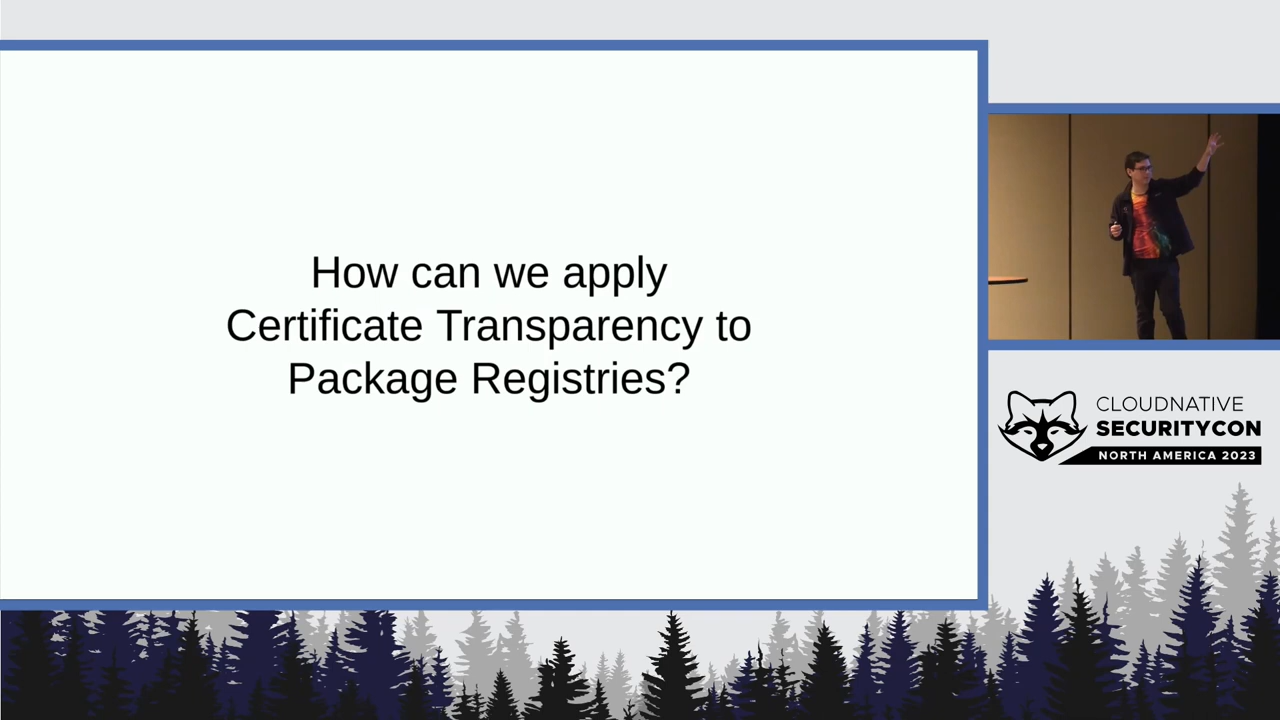 How can we apply
Certificate Transparency to
Package Registries?
CLOUDNATIVE
SECURITYCON
NORTH AMERICA 2023